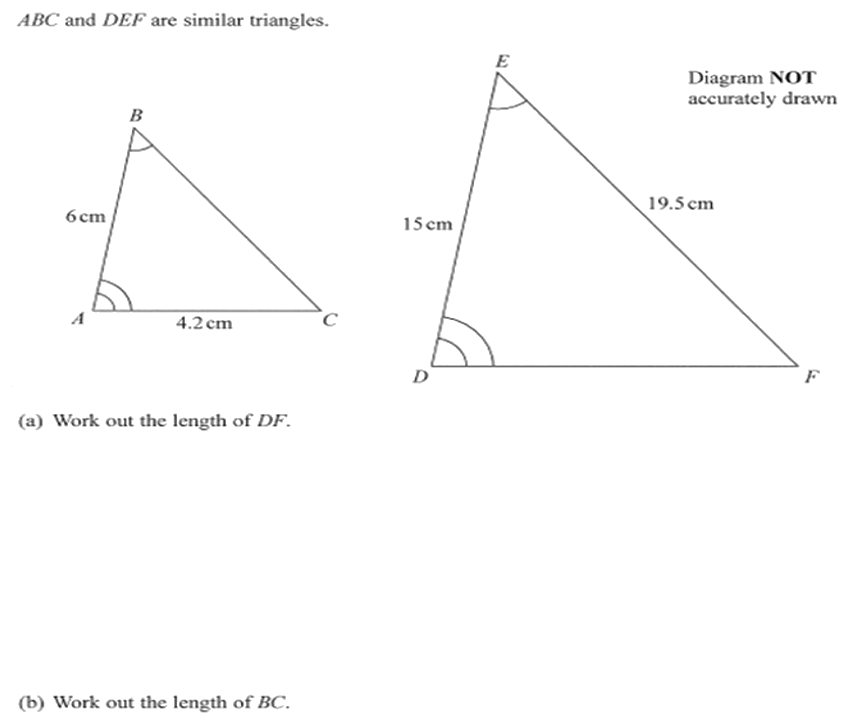 ABC and DEF are similar triangles.
E
Diagram NOT
accurately drawn
B
19.5 cm
6 cm
15 cm
A
4.2 cm
C
D
F
(a) Work out the length of DF.
(b) Work out the length of BC.